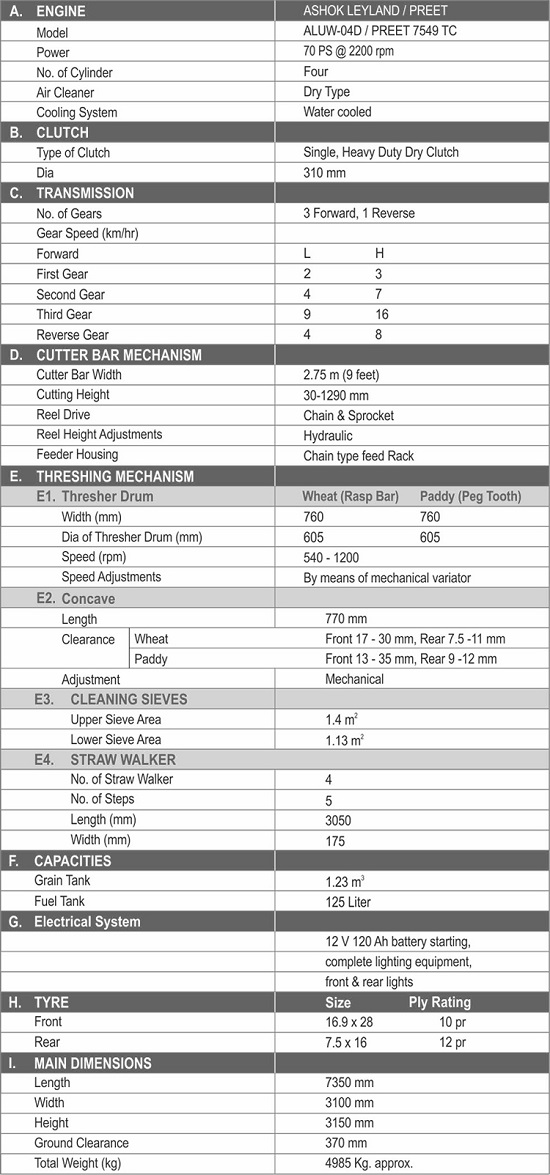 A. ENGINE ASHOK LEYLAND / PREET
Model ALUW-04D / PREET 7549 TC
Power 70 PS @ 2200 rpm
No. of Cylinder Four
Air Cleaner Dry Type
Cooling System Water cooled
B. CLUTCH
Type of Clutch Single, Heavy Duty Dry Clutch
Dia 310 mm
C. TRANSMISSION
No. of Gears 3 Forward, 1 Reverse
Gear Speed (km/hr)
Forward L H
First Gear 2 3
Second Gear 4 7
Third Gear 9 16
Reverse Gear 4 8
D. CUTTER BAR MECHANISM
Cutter Bar Width 2.75 m (9 feet)
Cutting Height 30-1290 mm
Reel Drive Chain & Sprocket
Reel Height Adjustments Hydraulic
Feeder Housing Chain type feed Rack
E. THRESHING MECHANISM
E1. Thresher Drum Wheat (Rasp Bar) Paddy (Peg Tooth)
Width (mm) 760 760
Dia of Thresher Drum (mm) 605 605
Speed (rpm) 540 - 1200
Speed Adjustments By means of mechanical variator
E2. Concave
Length 770 mm
Clearance Wheat Front 17 - 30 mm, Rear 7.5 -11 mm
Paddy Front 13 - 35 mm, Rear 9 -12 mm
Adjustment Mechanical
E3. CLEANING SIEVES
Upper Sieve Area 1.4 m²
Lower Sieve Area 1.13 m²
E4. STRAW WALKER
No. of Straw Walker 4
No. of Steps 5
Length (mm) 3050
Width (mm) 175
F. CAPACITIES
Grain Tank 1.23 m³
Fuel Tank 125 Liter
G. Electrical System
12 V 120 Ah battery starting,
complete lighting equipment,
front & rear lights
H. TYRE Size Ply Rating
Front 16.9 x 28 10 pr
Rear 7.5 x 16 12 pr
I. MAIN DIMENSIONS
Length 7350 mm
Width 3100 mm
Height 3150 mm
Ground Clearance 370 mm
Total Weight (kg) 4985 Kg. approx.